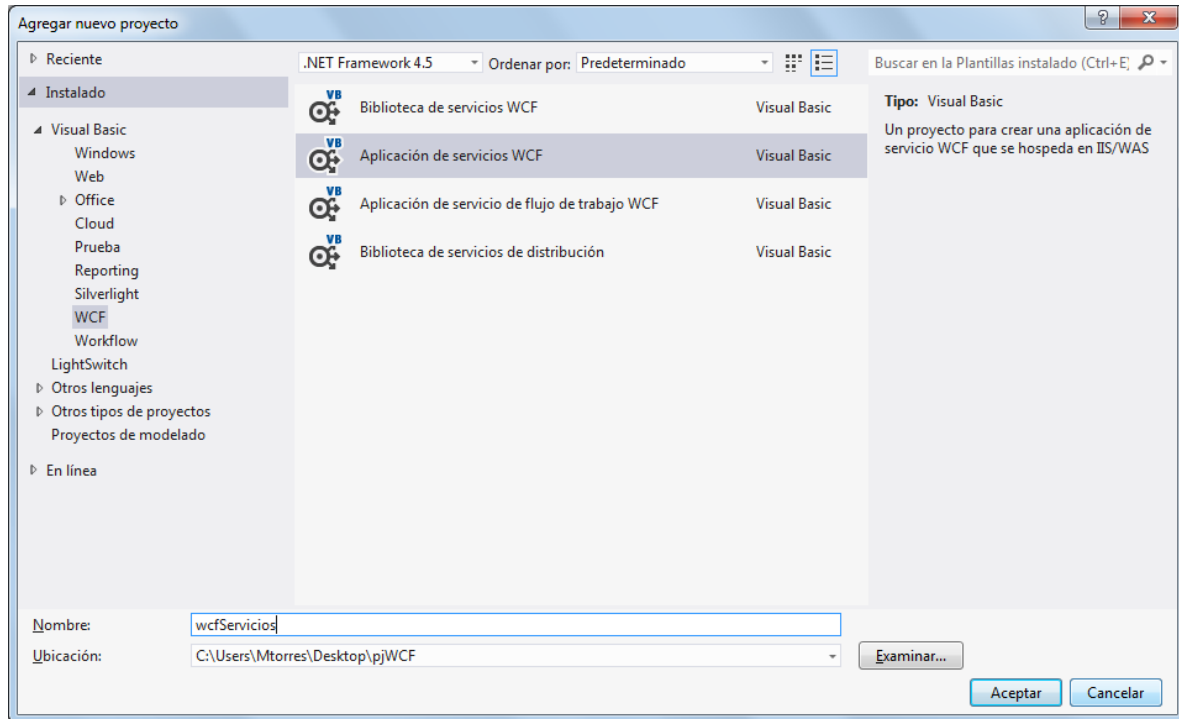 Agregar nuevo proyecto
Reciente
.NET Framework 4.5 Ordenar por: Predeterminado
Buscar en la Plantillas instalado (Ctrl+E)
Instalado
Visual Basic
Windows
Web
Office
Cloud
Prueba
Reporting
Silverlight
WCF
Workflow
LightSwitch
Otros lenguajes
Otros tipos de proyectos
Proyectos de modelado
En línea
VB
Biblioteca de servicios WCF Visual Basic
VB
Aplicación de servicios WCF Visual Basic
VB
Aplicación de servicio de flujo de trabajo WCF Visual Basic
VB
Biblioteca de servicios de distribución Visual Basic
Tipo: Visual Basic
Un proyecto para crear una aplicación de
servicio WCF que se hospeda en IIS/WAS
Nombre: wcfServicios
Ubicación: C:\Users\Mtorres\Desktop\pjWCF Examinar...
Aceptar Cancelar